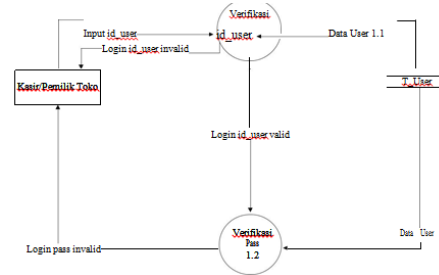 Verifikasi
Input id_user
id_user
Data User 1.1
Login id_user invalid
Kasir/Pemilik Toko
T_User
Login id_user valid
Verifikasi
Pass
1.2
Data User
Login pass invalid